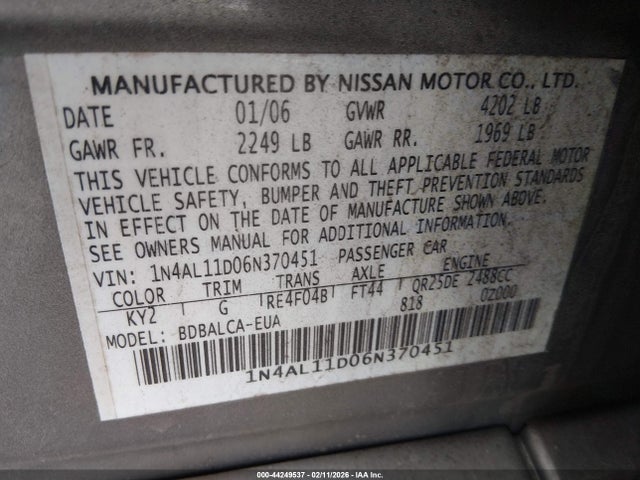 MANUFACTURED BY NISSAN MOTOR CO., LTD.
DATE 01/06 GVWR 4202 LB
GAWR FR. 2249 LB GAWR RR. 1969 LB
THIS VEHICLE CONFORMS TO ALL APPLICABLE FEDERAL MOTOR
VEHICLE SAFETY, BUMPER AND THEFT PREVENTION STANDARDS
IN EFFECT ON THE DATE OF MANUFACTURE SHOWN ABOVE.
SEE OWNERS MANUAL FOR ADDITIONAL INFORMATION.
VIN: 1N4AL11D06N370451 PASSENGER CAR
COLOR TRIM TRANS AXLE ENGINE
KY2 G RE4F04B FT44 QR25DE 2488CC
MODEL: BDBALCA-EUA 818 0Z000
1N4AL11D06N370451
000-44249537 - 02/11/2026 - IAA Inc.